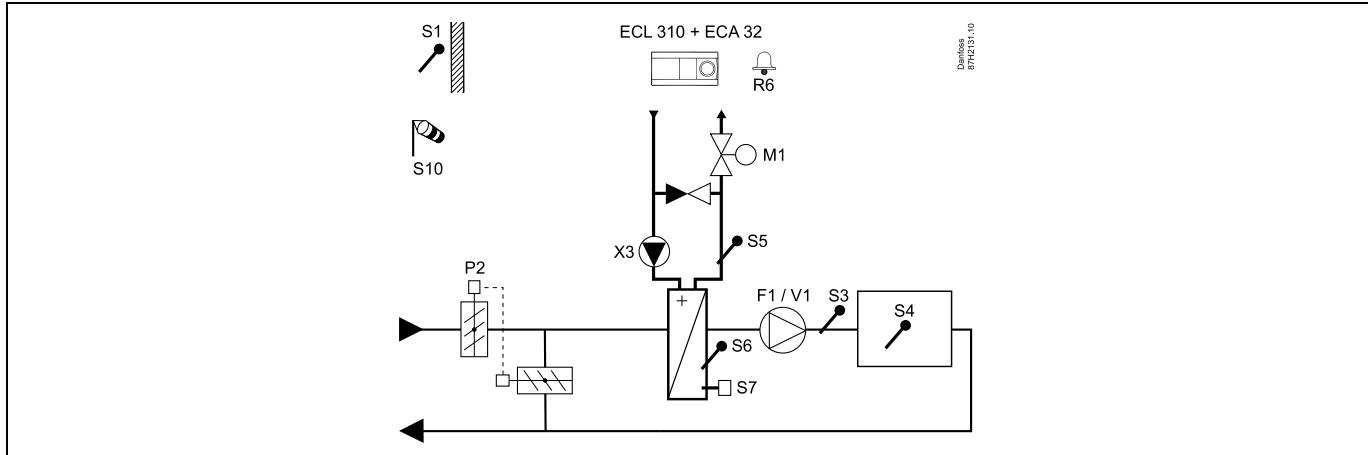 S1
ECL 310 + ECA 32
Danfoss
87H2131.10
R6
S10
M1
X3
S5
P2
F1 / V1
S3
S4
+
S6
S7